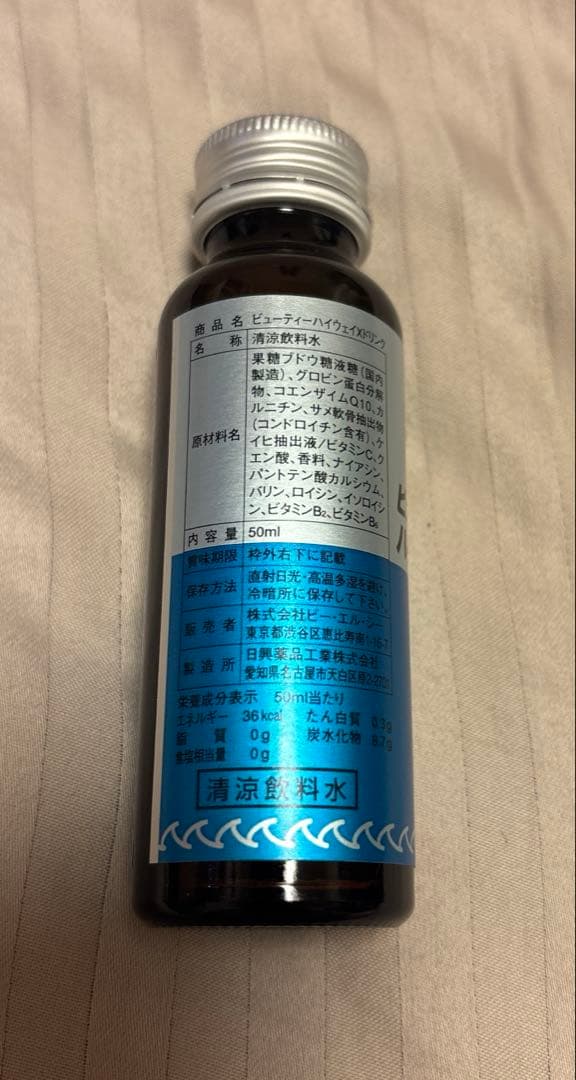 商品名 ビューティーハイウェイXドリンク
名称 清涼飲料水
原材料名 果糖ブドウ糖液糖(国内
製造)、グロビン蛋白分解
物、コエンザイムQ10、カ
ルニチン、サメ軟骨抽出物
(コンドロイチン含有)、ケ
イヒ抽出液/ビタミンC、ク
エン酸、香料、ナイアシン、
パントテン酸カルシウム、
バリン、ロイシン、イソロイシ
ン、ビタミンB₂、ビタミンB₆
内容量 50ml
賞味期限 枠外右下に記載
保存方法 直射日光・高温多湿を避け、
冷暗所に保存して下さい。
販売者 株式会社ビー・エル・シー
東京都渋谷区恵比寿南1-16-7
製造所 日興薬品工業株式会社
愛知県名古屋市天白区原2-2701
栄養成分表示 50ml当たり
エネルギー 36kcal たん白質 0.3g
脂質 0g 炭水化物 8.7g
食塩相当量 0g
清涼飲料水
ビ
ハ